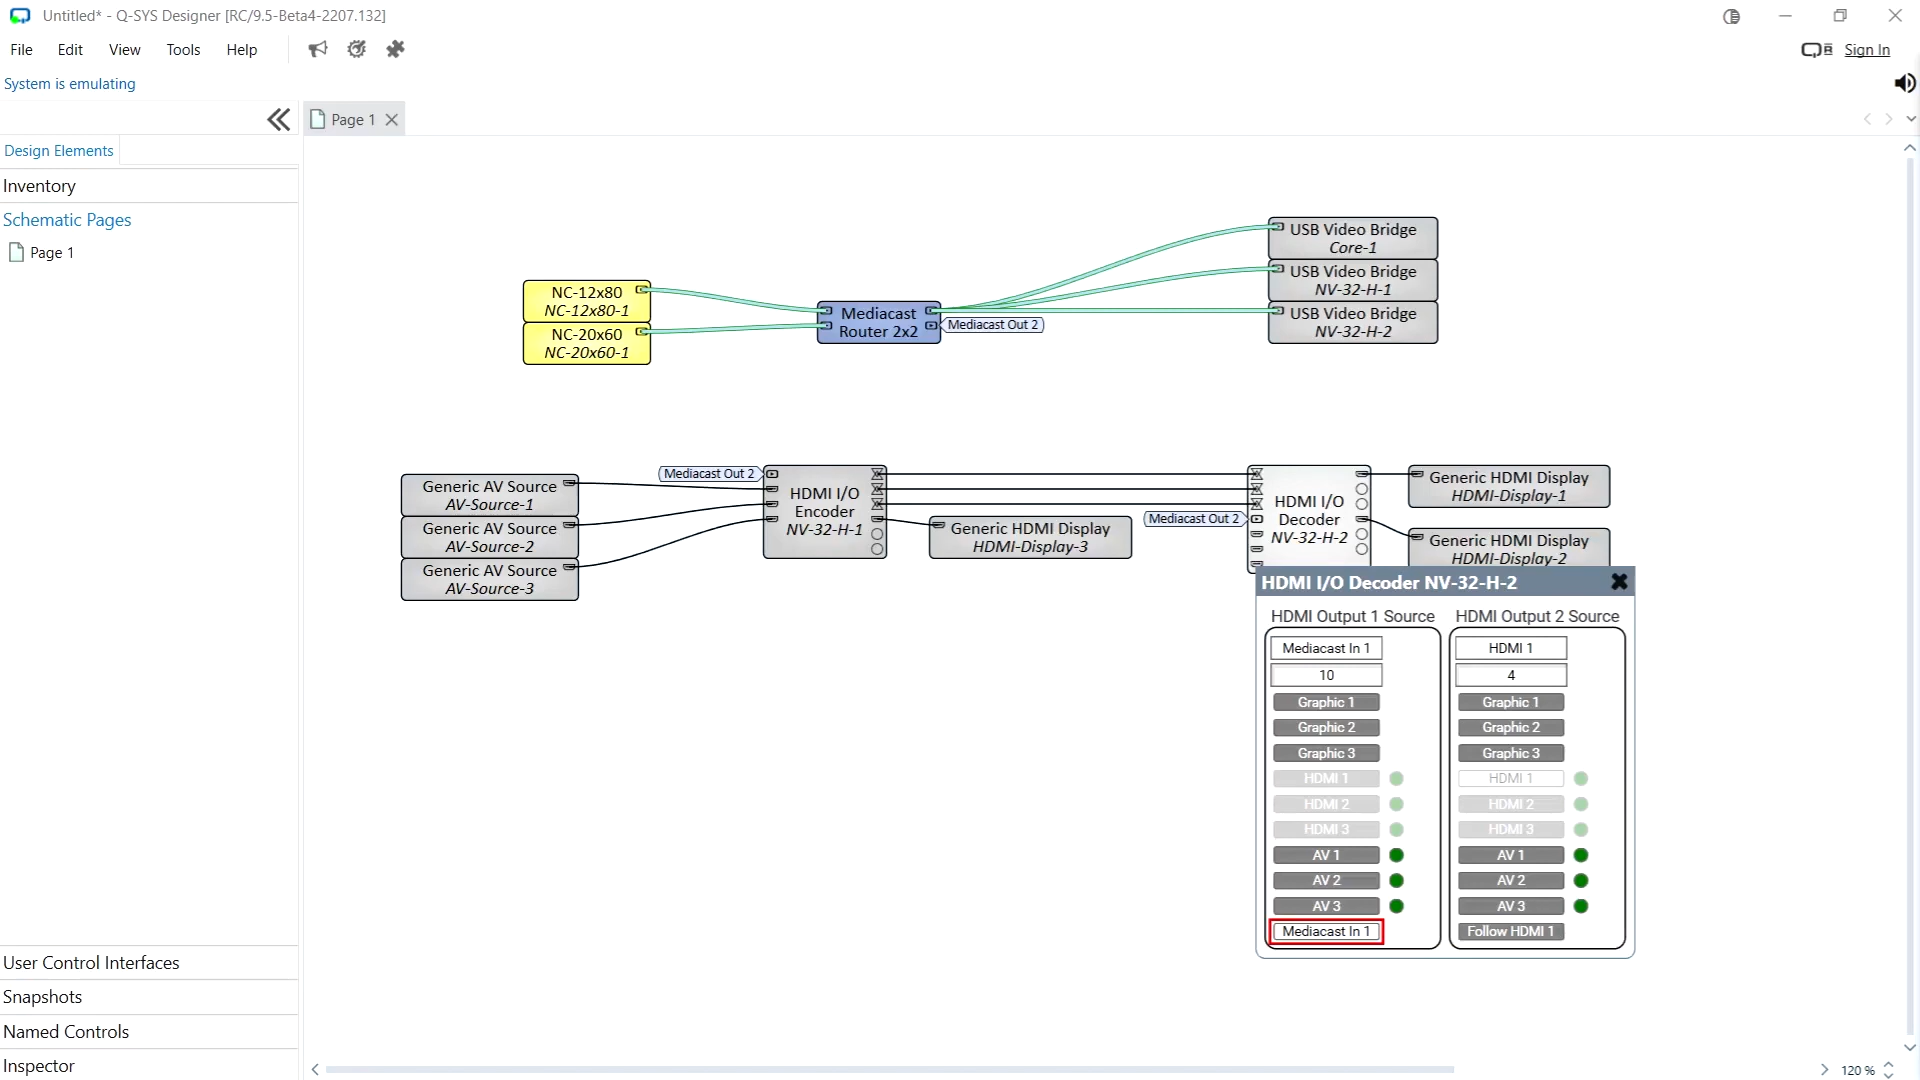 Untitled* - Q-SYS Designer [RC/9.5-Beta4-2207.132]
File Edit View Tools Help
Sign In
System is emulating
Page 1
Design Elements
Inventory
Schematic Pages
Page 1
User Control Interfaces
Snapshots
Named Controls
Inspector
NC-12x80
NC-12x80-1
NC-20x60
NC-20x60-1
Mediacast
Router 2x2
Mediacast Out 2
USB Video Bridge
Core-1
USB Video Bridge
NV-32-H-1
USB Video Bridge
NV-32-H-2
Generic AV Source
AV-Source-1
Generic AV Source
AV-Source-2
Generic AV Source
AV-Source-3
Mediacast Out 2
HDMI I/O
Encoder
NV-32-H-1
Generic HDMI Display
HDMI-Display-3
Mediacast Out 2
HDMI I/O
Decoder
NV-32-H-2
Generic HDMI Display
HDMI-Display-1
Generic HDMI Display
HDMI-Display-2
HDMI I/O Decoder NV-32-H-2
HDMI Output 1 Source
Mediacast In 1
10
Graphic 1
Graphic 2
Graphic 3
HDMI 1
HDMI 2
HDMI 3
AV 1
AV 2
AV 3
Mediacast In 1
HDMI Output 2 Source
HDMI 1
4
Graphic 1
Graphic 2
Graphic 3
HDMI 1
HDMI 2
HDMI 3
AV 1
AV 2
AV 3
Follow HDMI 1
120 %